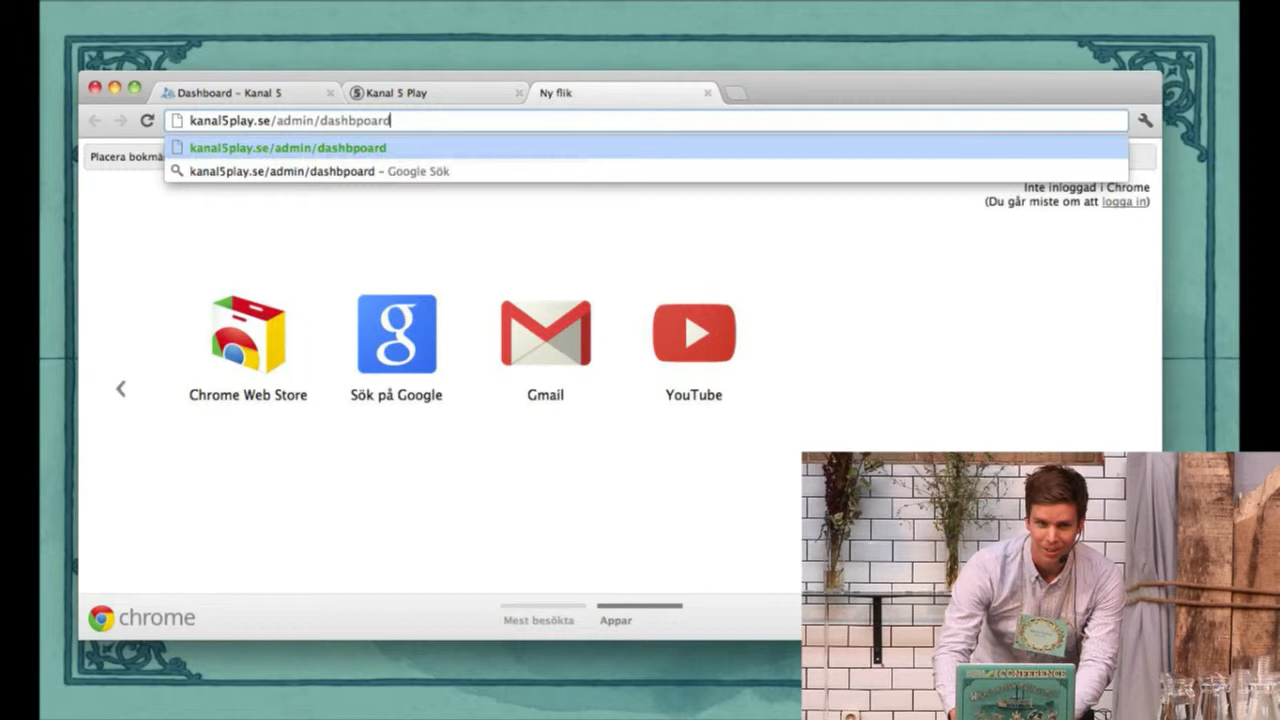 Dashboard – Kanal 5
Kanal 5 Play
Ny flik
kanal5play.se/admin/dashbpoard
kanal5play.se/admin/dashbpoard
kanal5play.se/admin/dashbpoard – Google Sök
Placera bokmä
Inte inloggad i Chrome
(Du går miste om att logga in)
Chrome Web Store
Sök på Google
Gmail
YouTube
chrome
Mest besökta
Appar
CONFERENCE